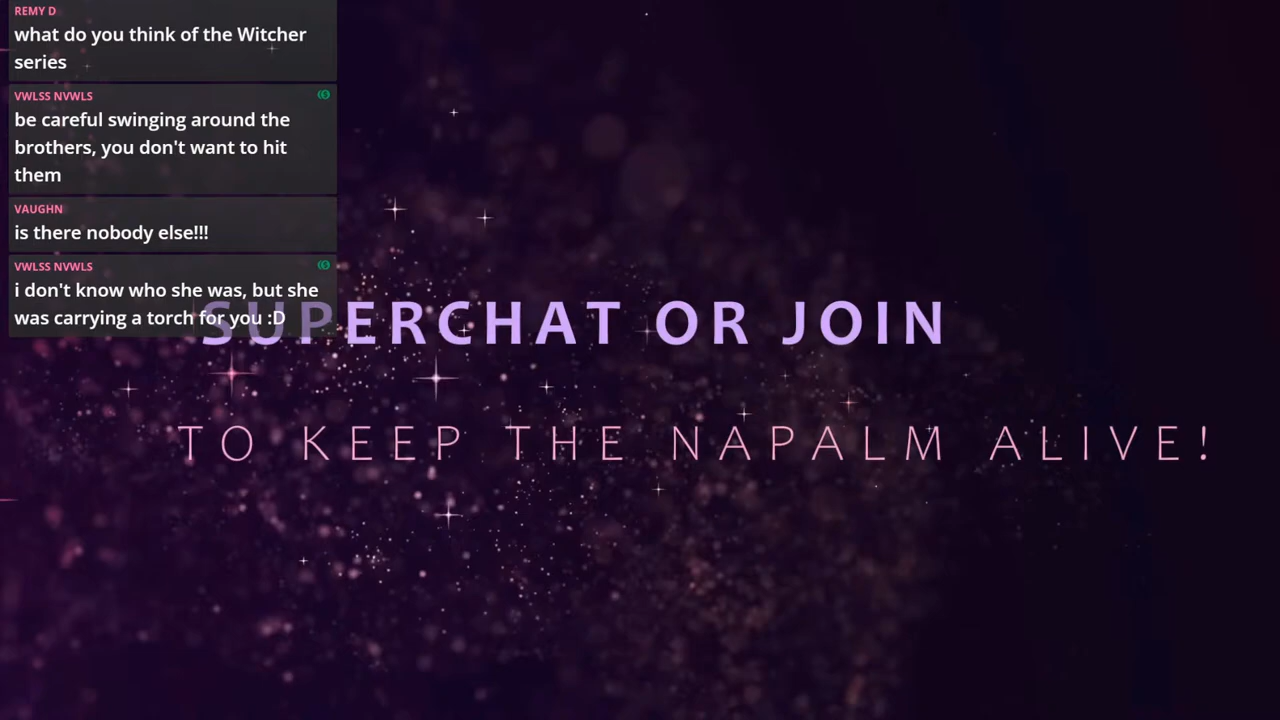 REMY D
what do you think of the Witcher
series
VWLSS NVWLS
be careful swinging around the
brothers, you don't want to hit
them
VAUGHN
is there nobody else!!!
VWLSS NVWLS
i don't know who she was, but she
was carrying a torch for you :D
SUPERCHAT OR JOIN
TO KEEP THE NAPALM ALIVE!